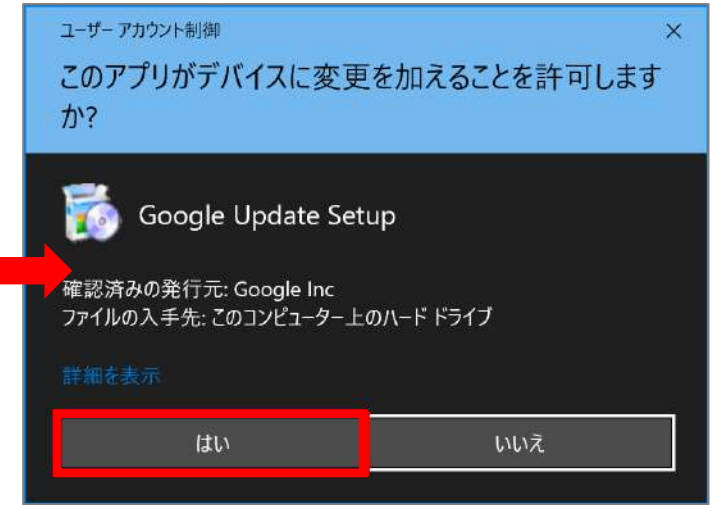 ユーザー アカウント制御
このアプリがデバイスに変更を加えることを許可します
か?
Google Update Setup
確認済みの発行元: Google Inc
ファイルの入手先: このコンピューター上のハード ドライブ
詳細を表示
はい
いいえ